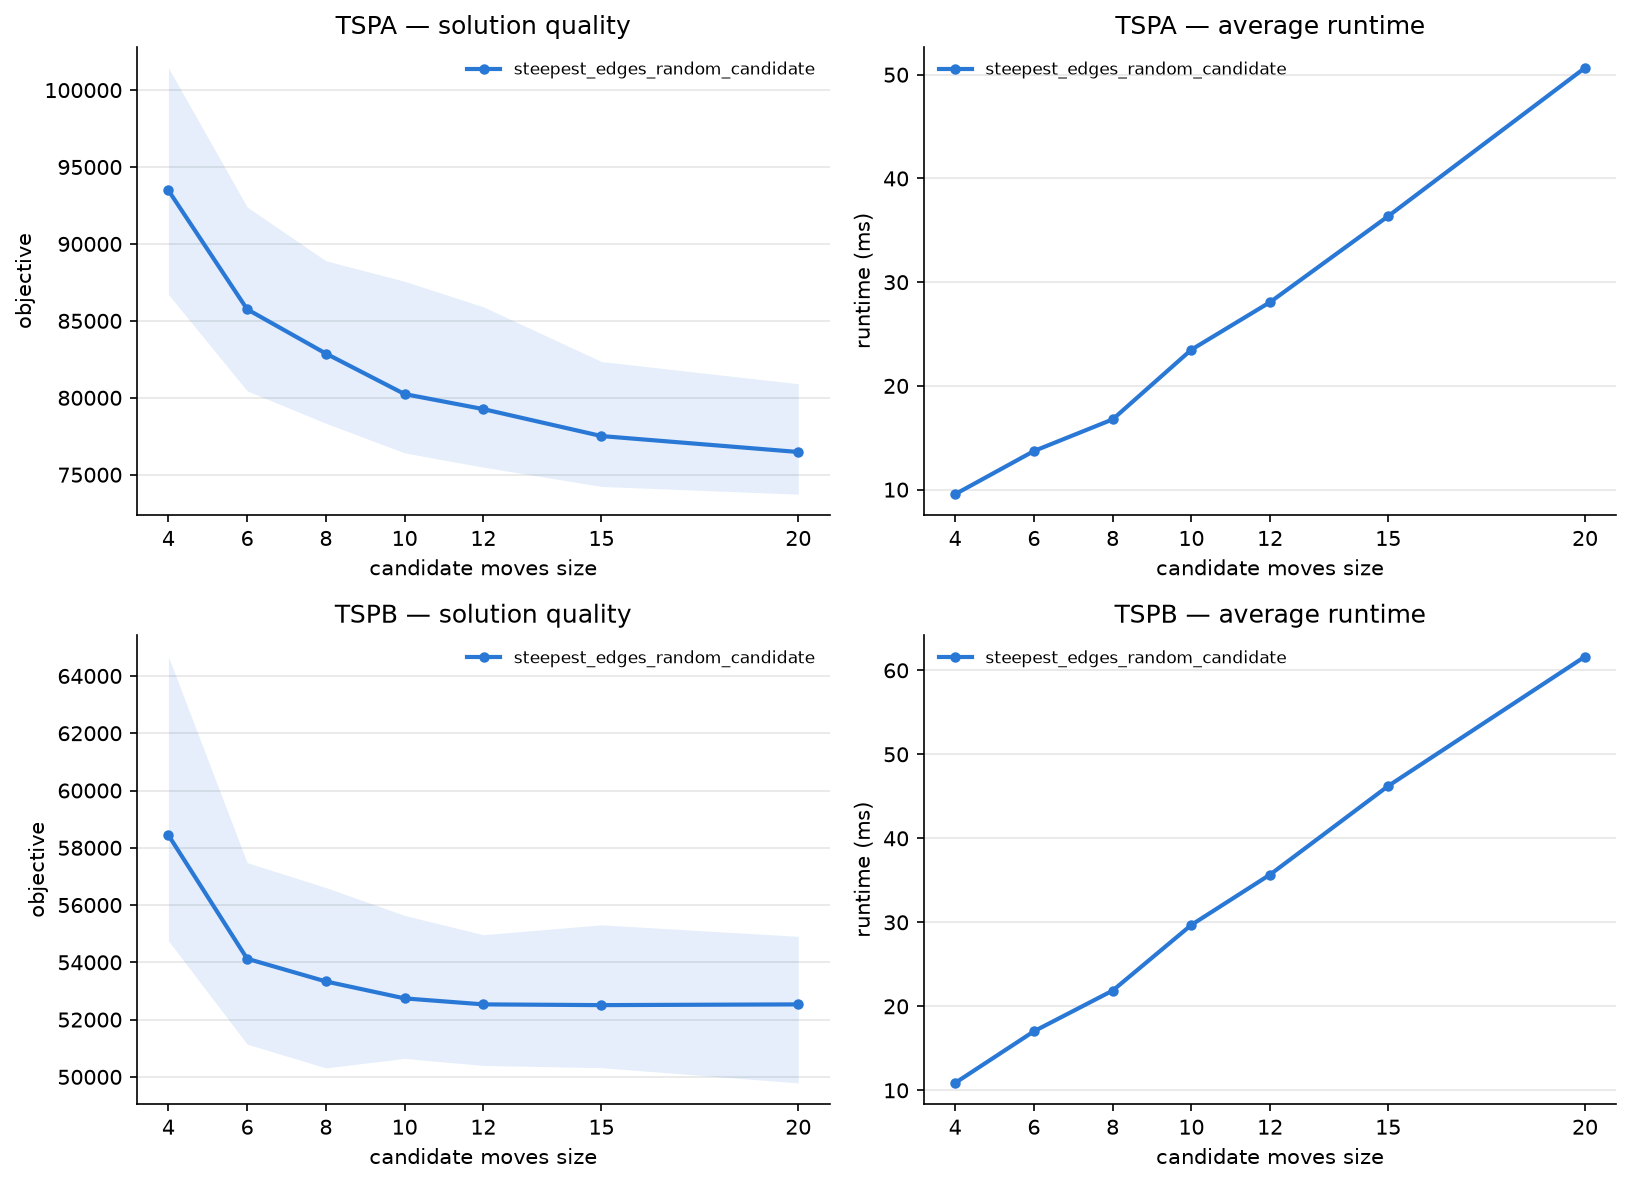 TSPA — solution quality
steepest_edges_random_candidate
100000
95000
90000
85000
80000
75000
objective
4 6 8 10 12 15 20
candidate moves size
TSPA — average runtime
steepest_edges_random_candidate
50
40
30
20
10
runtime (ms)
4 6 8 10 12 15 20
candidate moves size
TSPB — solution quality
steepest_edges_random_candidate
64000
62000
60000
58000
56000
54000
52000
50000
objective
4 6 8 10 12 15 20
candidate moves size
TSPB — average runtime
steepest_edges_random_candidate
60
50
40
30
20
10
runtime (ms)
4 6 8 10 12 15 20
candidate moves size